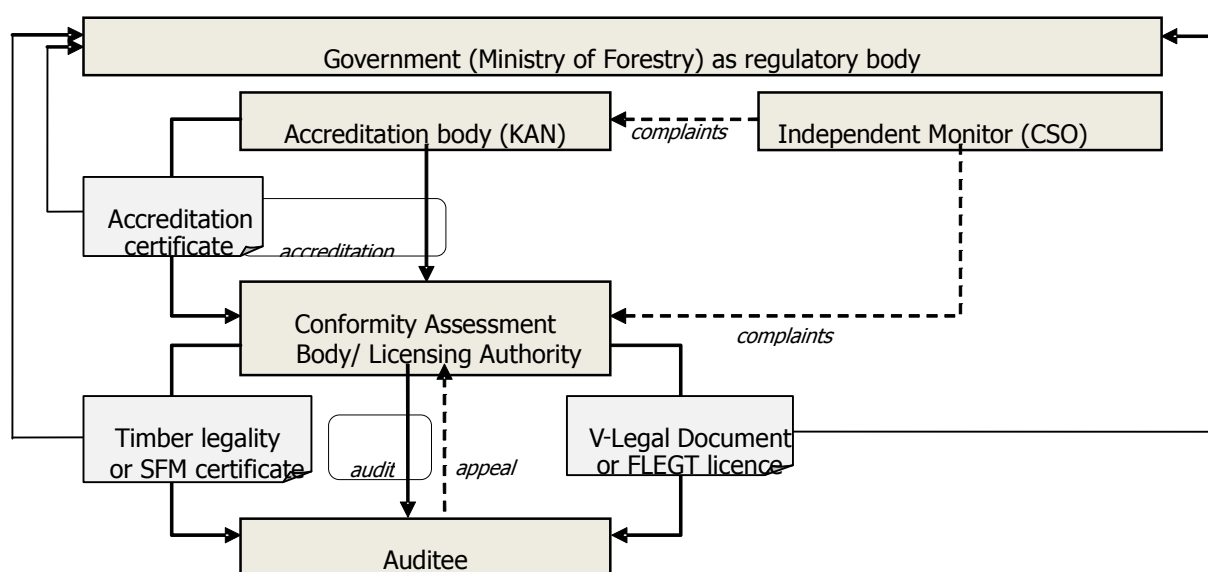 Government (Ministry of Forestry) as regulatory body
Accreditation body (KAN)
complaints
Independent Monitor (CSO)
Accreditation
certificate
accreditation
Conformity Assessment
Body/ Licensing Authority
complaints
Timber legality
or SFM certificate
audit
appeal
V-Legal Document
or FLEGT licence
Auditee